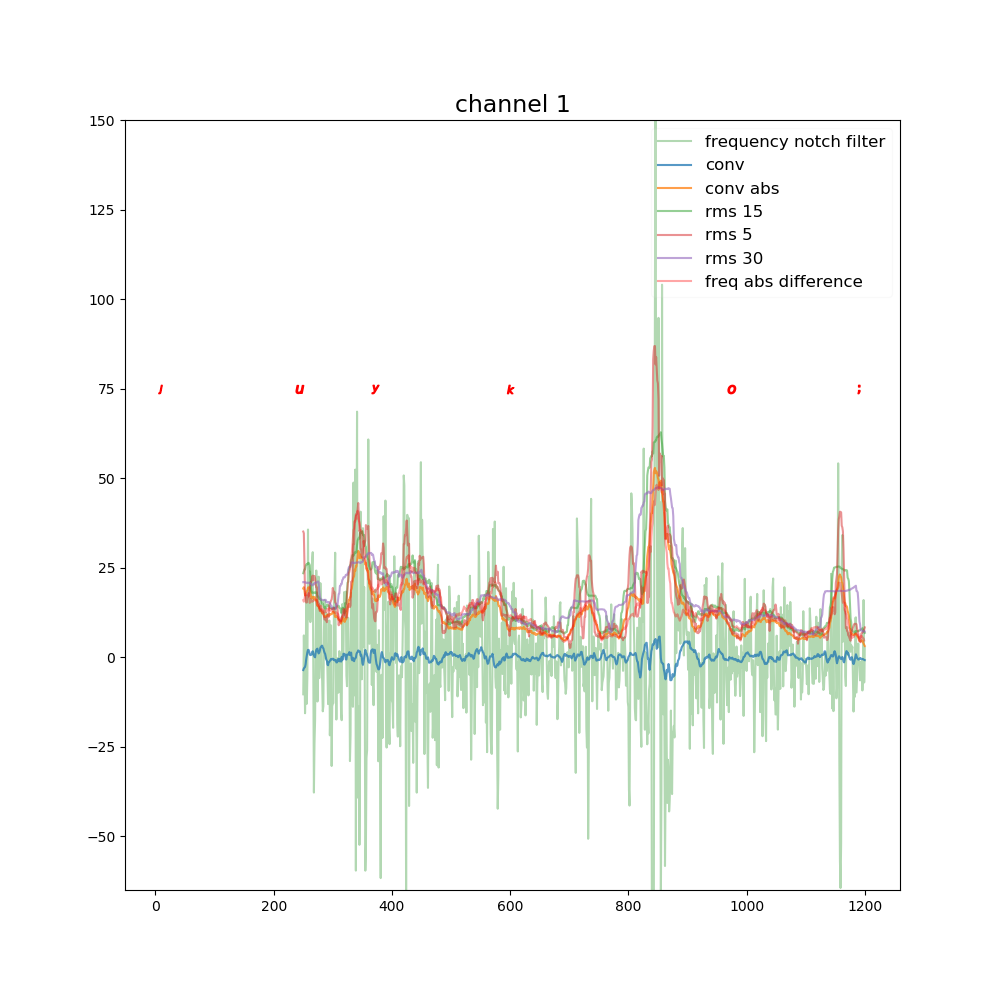 channel 1
150
125
100
75
50
25
0
−25
−50
frequency notch filter
conv
conv abs
rms 15
rms 5
rms 30
freq abs difference
j u y k o ;
0 200 400 600 800 1000 1200